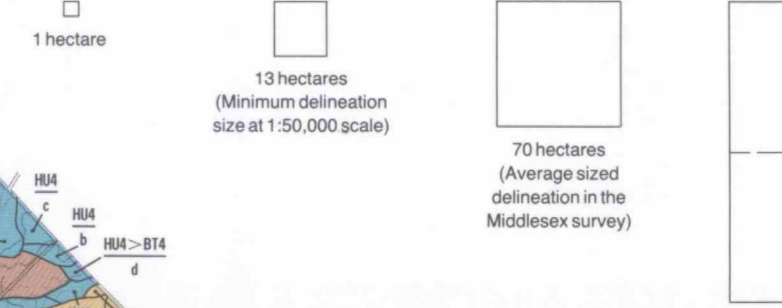 1 hectare
13 hectares
(Minimum delineation
size at 1:50,000 scale)
70 hectares
(Average sized
delineation in the
Middlesex survey)
HU4
c
HU4
b
HU4>BT4
d